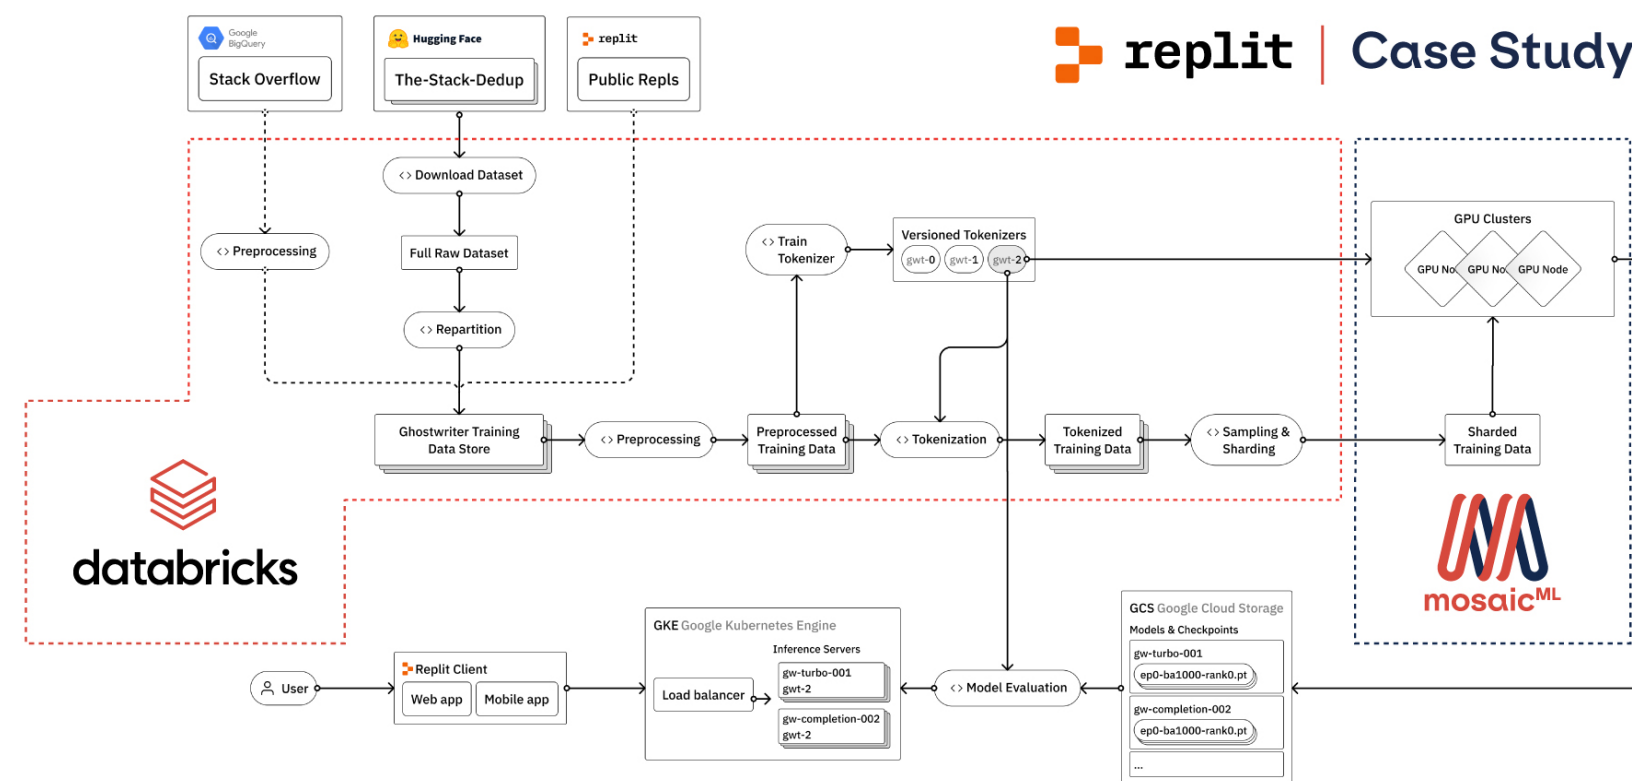 Google
BigQuery
Stack Overflow
Hugging Face
The-Stack-Dedup
replit
Public Repls
replit
Case Study
<> Download Dataset
<> Preprocessing
Full Raw Dataset
<> Repartition
<> Train
Tokenizer
Versioned Tokenizers
gwt-0
gwt-1
gwt-2
GPU Clusters
GPU No
GPU No
GPU Node
Ghostwriter Training
Data Store
<> Preprocessing
Preprocessed
Training Data
<> Tokenization
Tokenized
Training Data
<> Sampling &
Sharding
Sharded
Training Data
databricks
mosaicML
User
Replit Client
Web app
Mobile app
GKE Google Kubernetes Engine
Load balancer
Inference Servers
gw-turbo-001
gwt-2
gw-completion-002
gwt-2
<> Model Evaluation
GCS Google Cloud Storage
Models & Checkpoints
gw-turbo-001
ep0-ba1000-rank0.pt
gw-completion-002
ep0-ba1000-rank0.pt
...